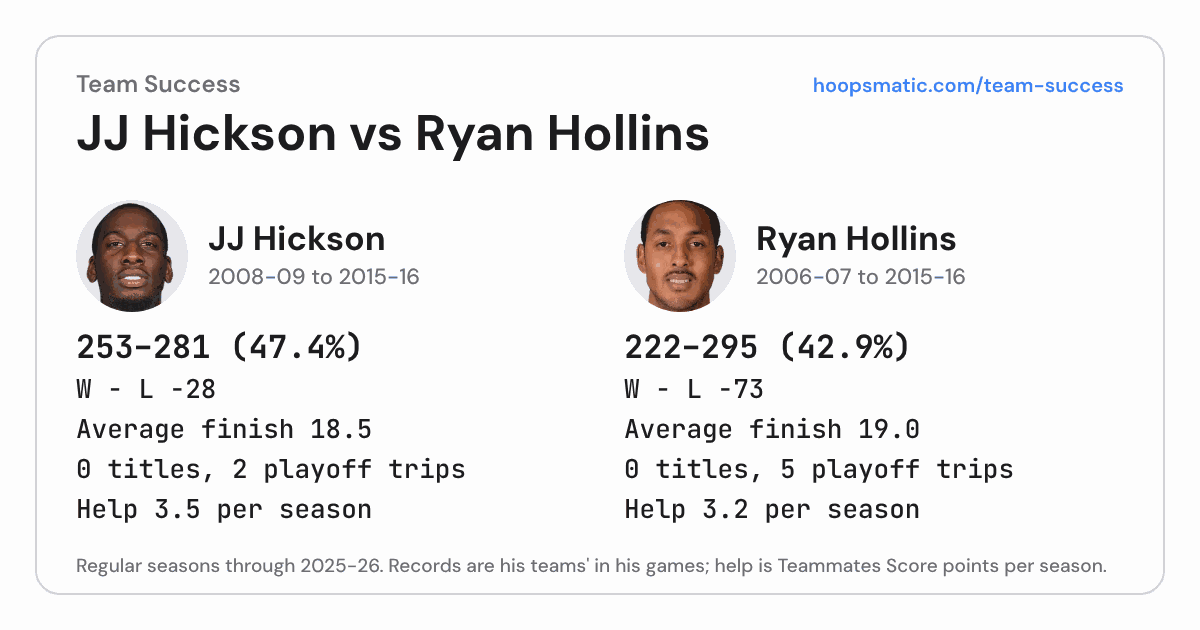 Team Success
hoopsmatic.com/team-success
JJ Hickson vs Ryan Hollins
JJ Hickson
2008-09 to 2015-16
253-281 (47.4%)
W - L -28
Average finish 18.5
0 titles, 2 playoff trips
Help 3.5 per season
Ryan Hollins
2006-07 to 2015-16
222-295 (42.9%)
W - L -73
Average finish 19.0
0 titles, 5 playoff trips
Help 3.2 per season
Regular seasons through 2025-26. Records are his teams' in his games; help is Teammates Score points per season.